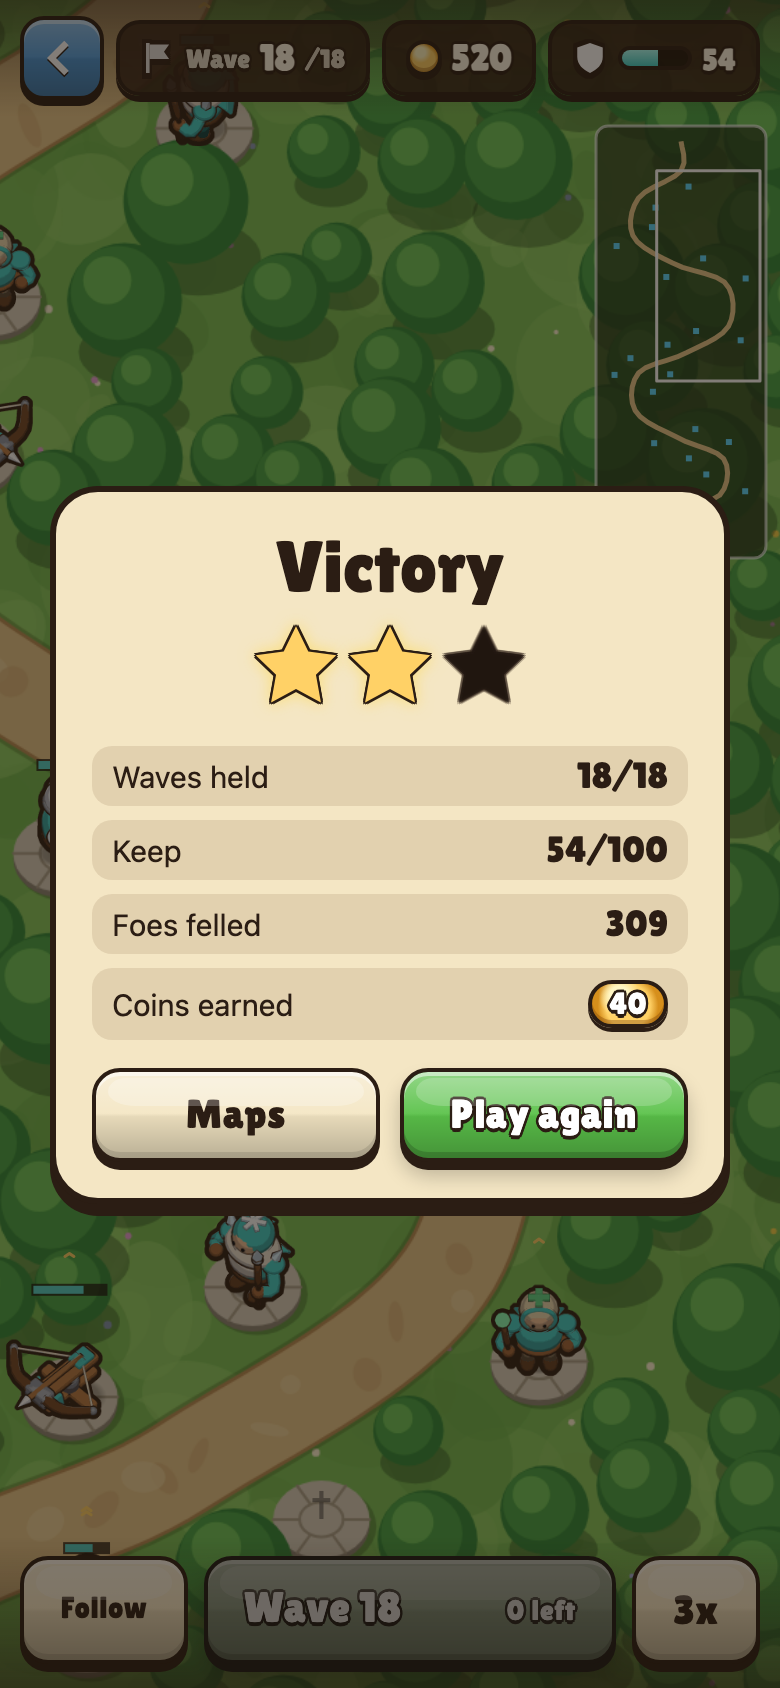 Wave 18 /18
520
54
Victory
Waves held 18/18
Keep 54/100
Foes felled 309
Coins earned 40
Maps
Play again
Follow
Wave 18 0 left
3x